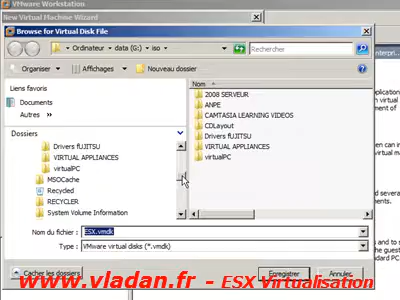 VMware Workstation
New Virtual Machine Wizard
Browse for Virtual Disk File
Ordinateur data (G:) iso
Rechercher
Organiser Affichages Nouveau dossier
Liens favoris
Documents
Autres »
Dossiers
Drivers fUJITSU
VIRTUAL APPLIANCES
virtualPC
MSOCache
Recycled
RECYCLER
System Volume Information
Nom
2008 SERVEUR
ANPE
CAMTASIA LEARNING VIDEOS
CDLayout
Drivers fUJITSU
VIRTUAL APPLIANCES
virtualPC
Nom du fichier : ESX.vmdk
Type : VMware virtual disks (*.vmdk)
Cacher les dossiers
Enregistrer Annuler
www.vladan.fr - ESX Virtualisation